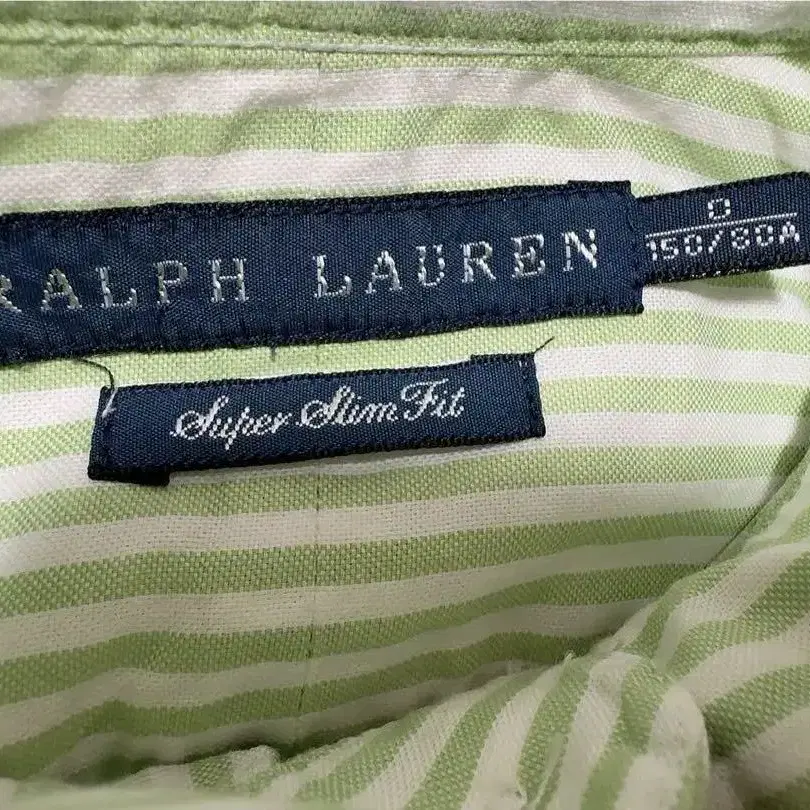 RALPH LAUREN
0
150/80A
Super Slim Fit